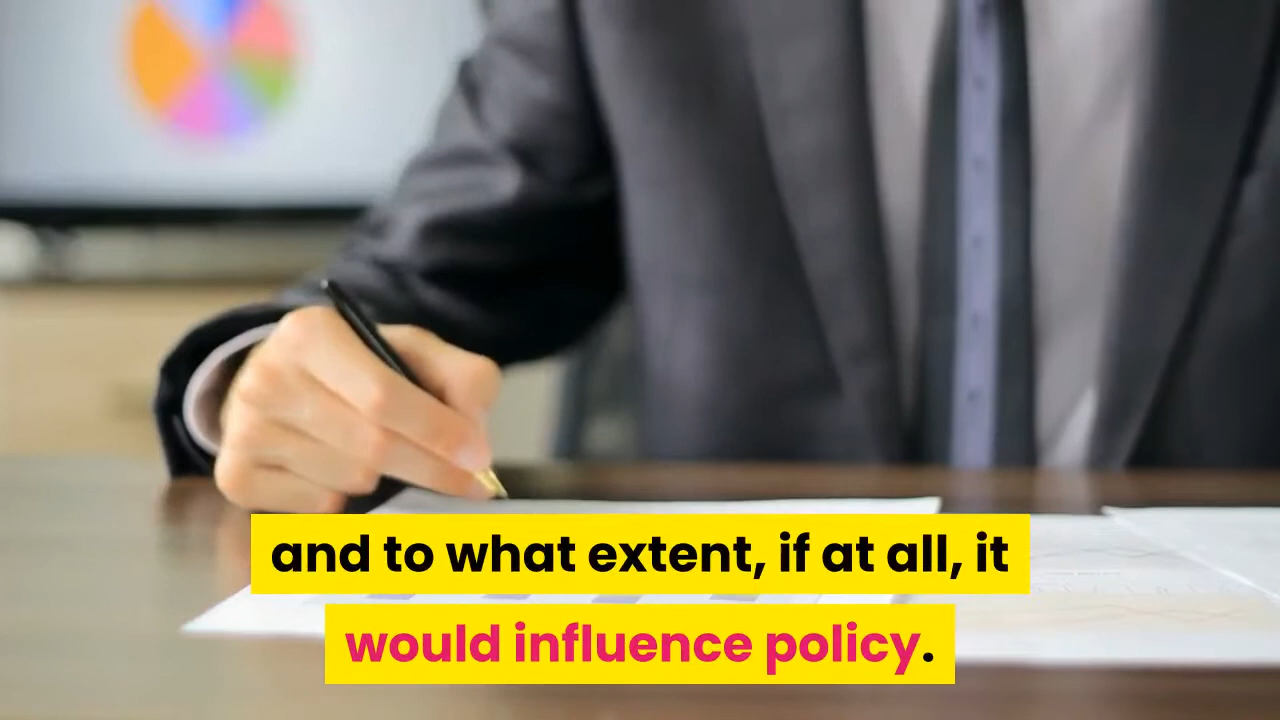 and to what extent, if at all, it
would influence policy.